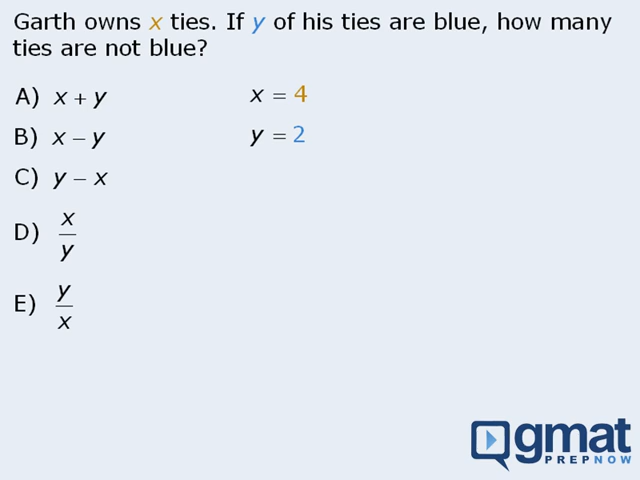 Garth owns x ties. If y of his ties are blue, how many
ties are not blue?
A) x + y
x = 4
B) x − y
y = 2
C) y − x
D) x/y
E) y/x
gmat
PREPNOW